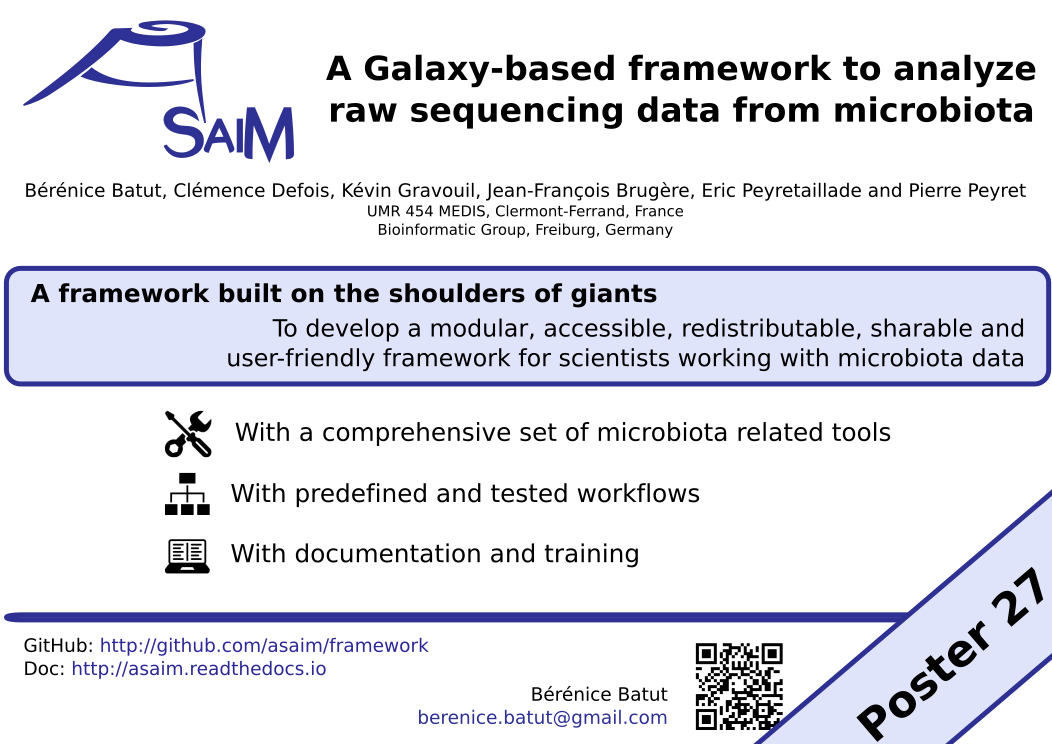 ASAIM
A Galaxy-based framework to analyze
raw sequencing data from microbiota
Bérénice Batut, Clémence Defois, Kévin Gravouil, Jean-François Brugère, Eric Peyretaillade and Pierre Peyret
UMR 454 MEDIS, Clermont-Ferrand, France
Bioinformatic Group, Freiburg, Germany
A framework built on the shoulders of giants
To develop a modular, accessible, redistributable, sharable and
user-friendly framework for scientists working with microbiota data
With a comprehensive set of microbiota related tools
With predefined and tested workflows
With documentation and training
GitHub: http://github.com/asaim/framework
Doc: http://asaim.readthedocs.io
Bérénice Batut
berenice.batut@gmail.com
Poster 27